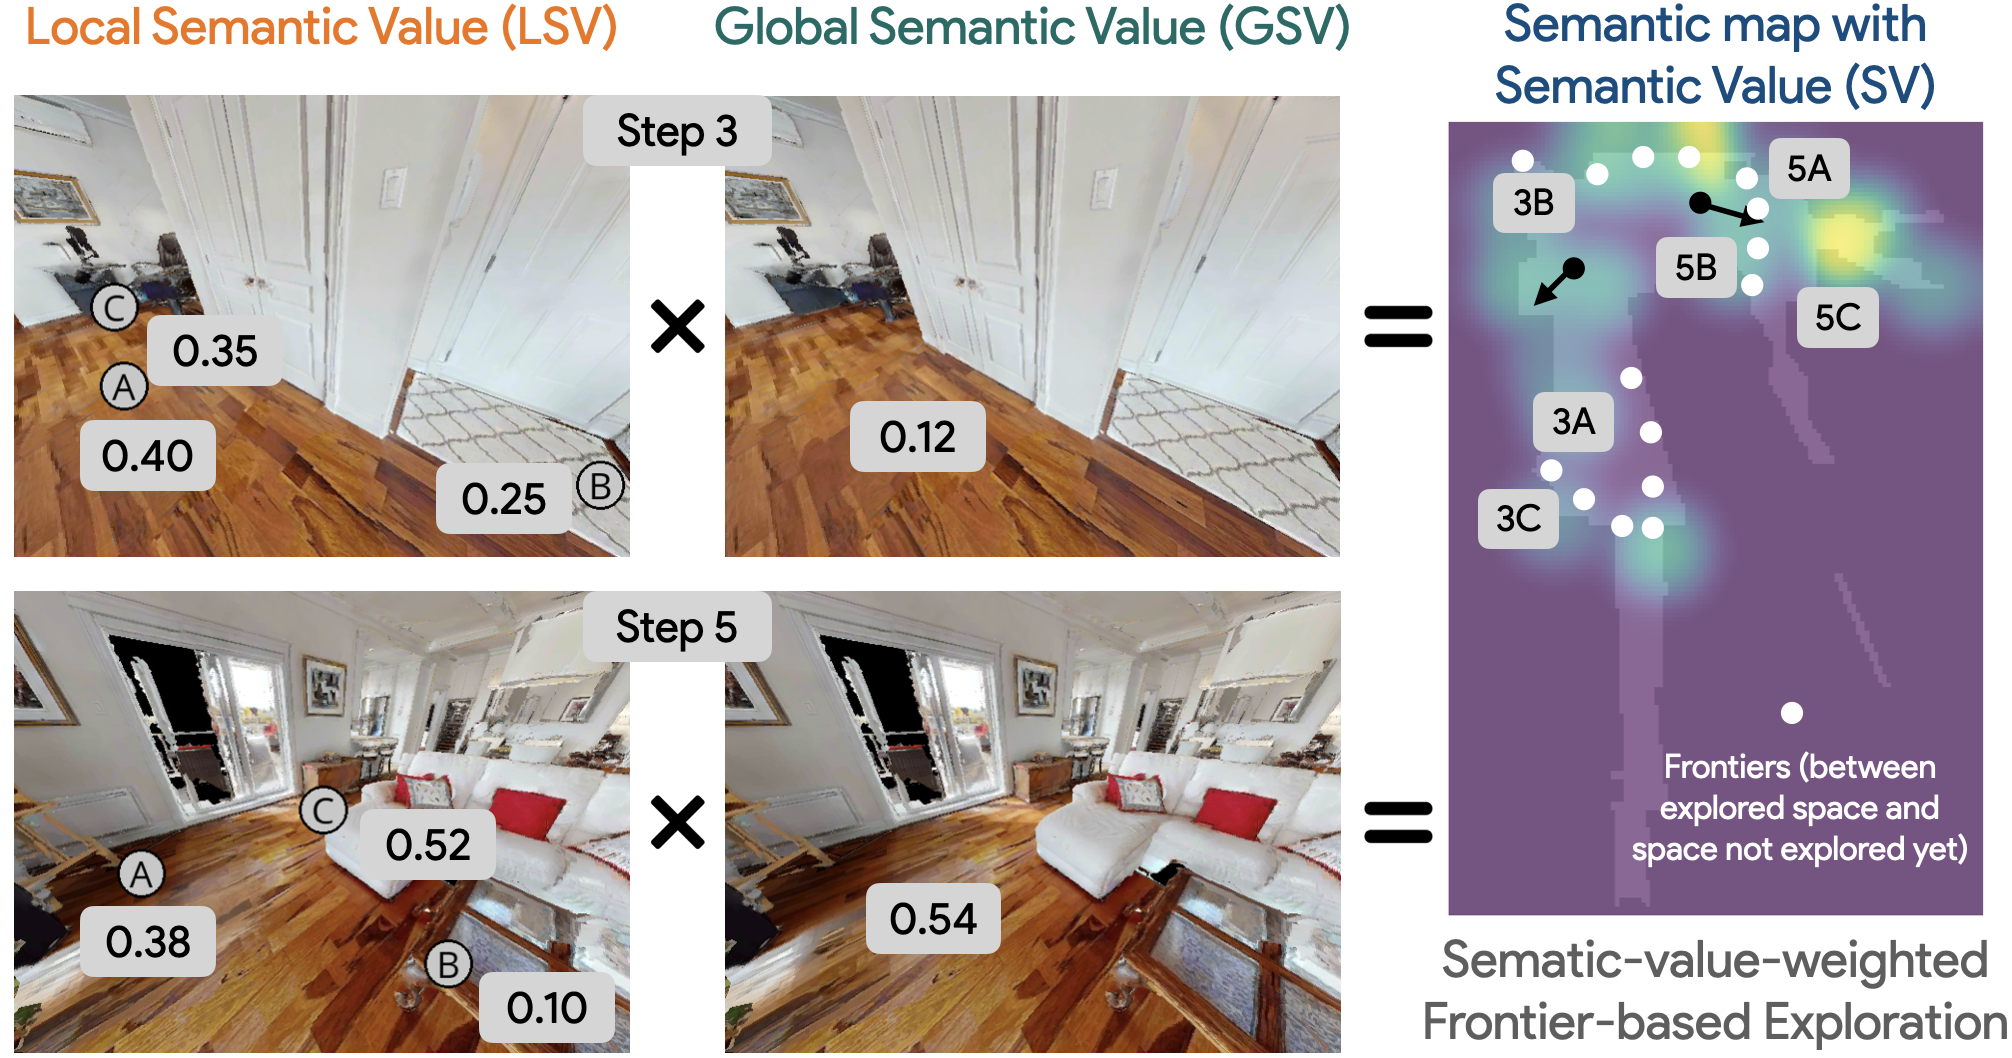 Local Semantic Value (LSV)
Global Semantic Value (GSV)
Semantic map with
Semantic Value (SV)
Step 3
C
0.35
A
0.40
0.25
B
0.12
Step 5
C
0.52
A
0.38
B
0.10
0.54
3B
5A
5B
5C
3A
3C
Frontiers (between
explored space and
space not explored yet)
Sematic-value-weighted
Frontier-based Exploration